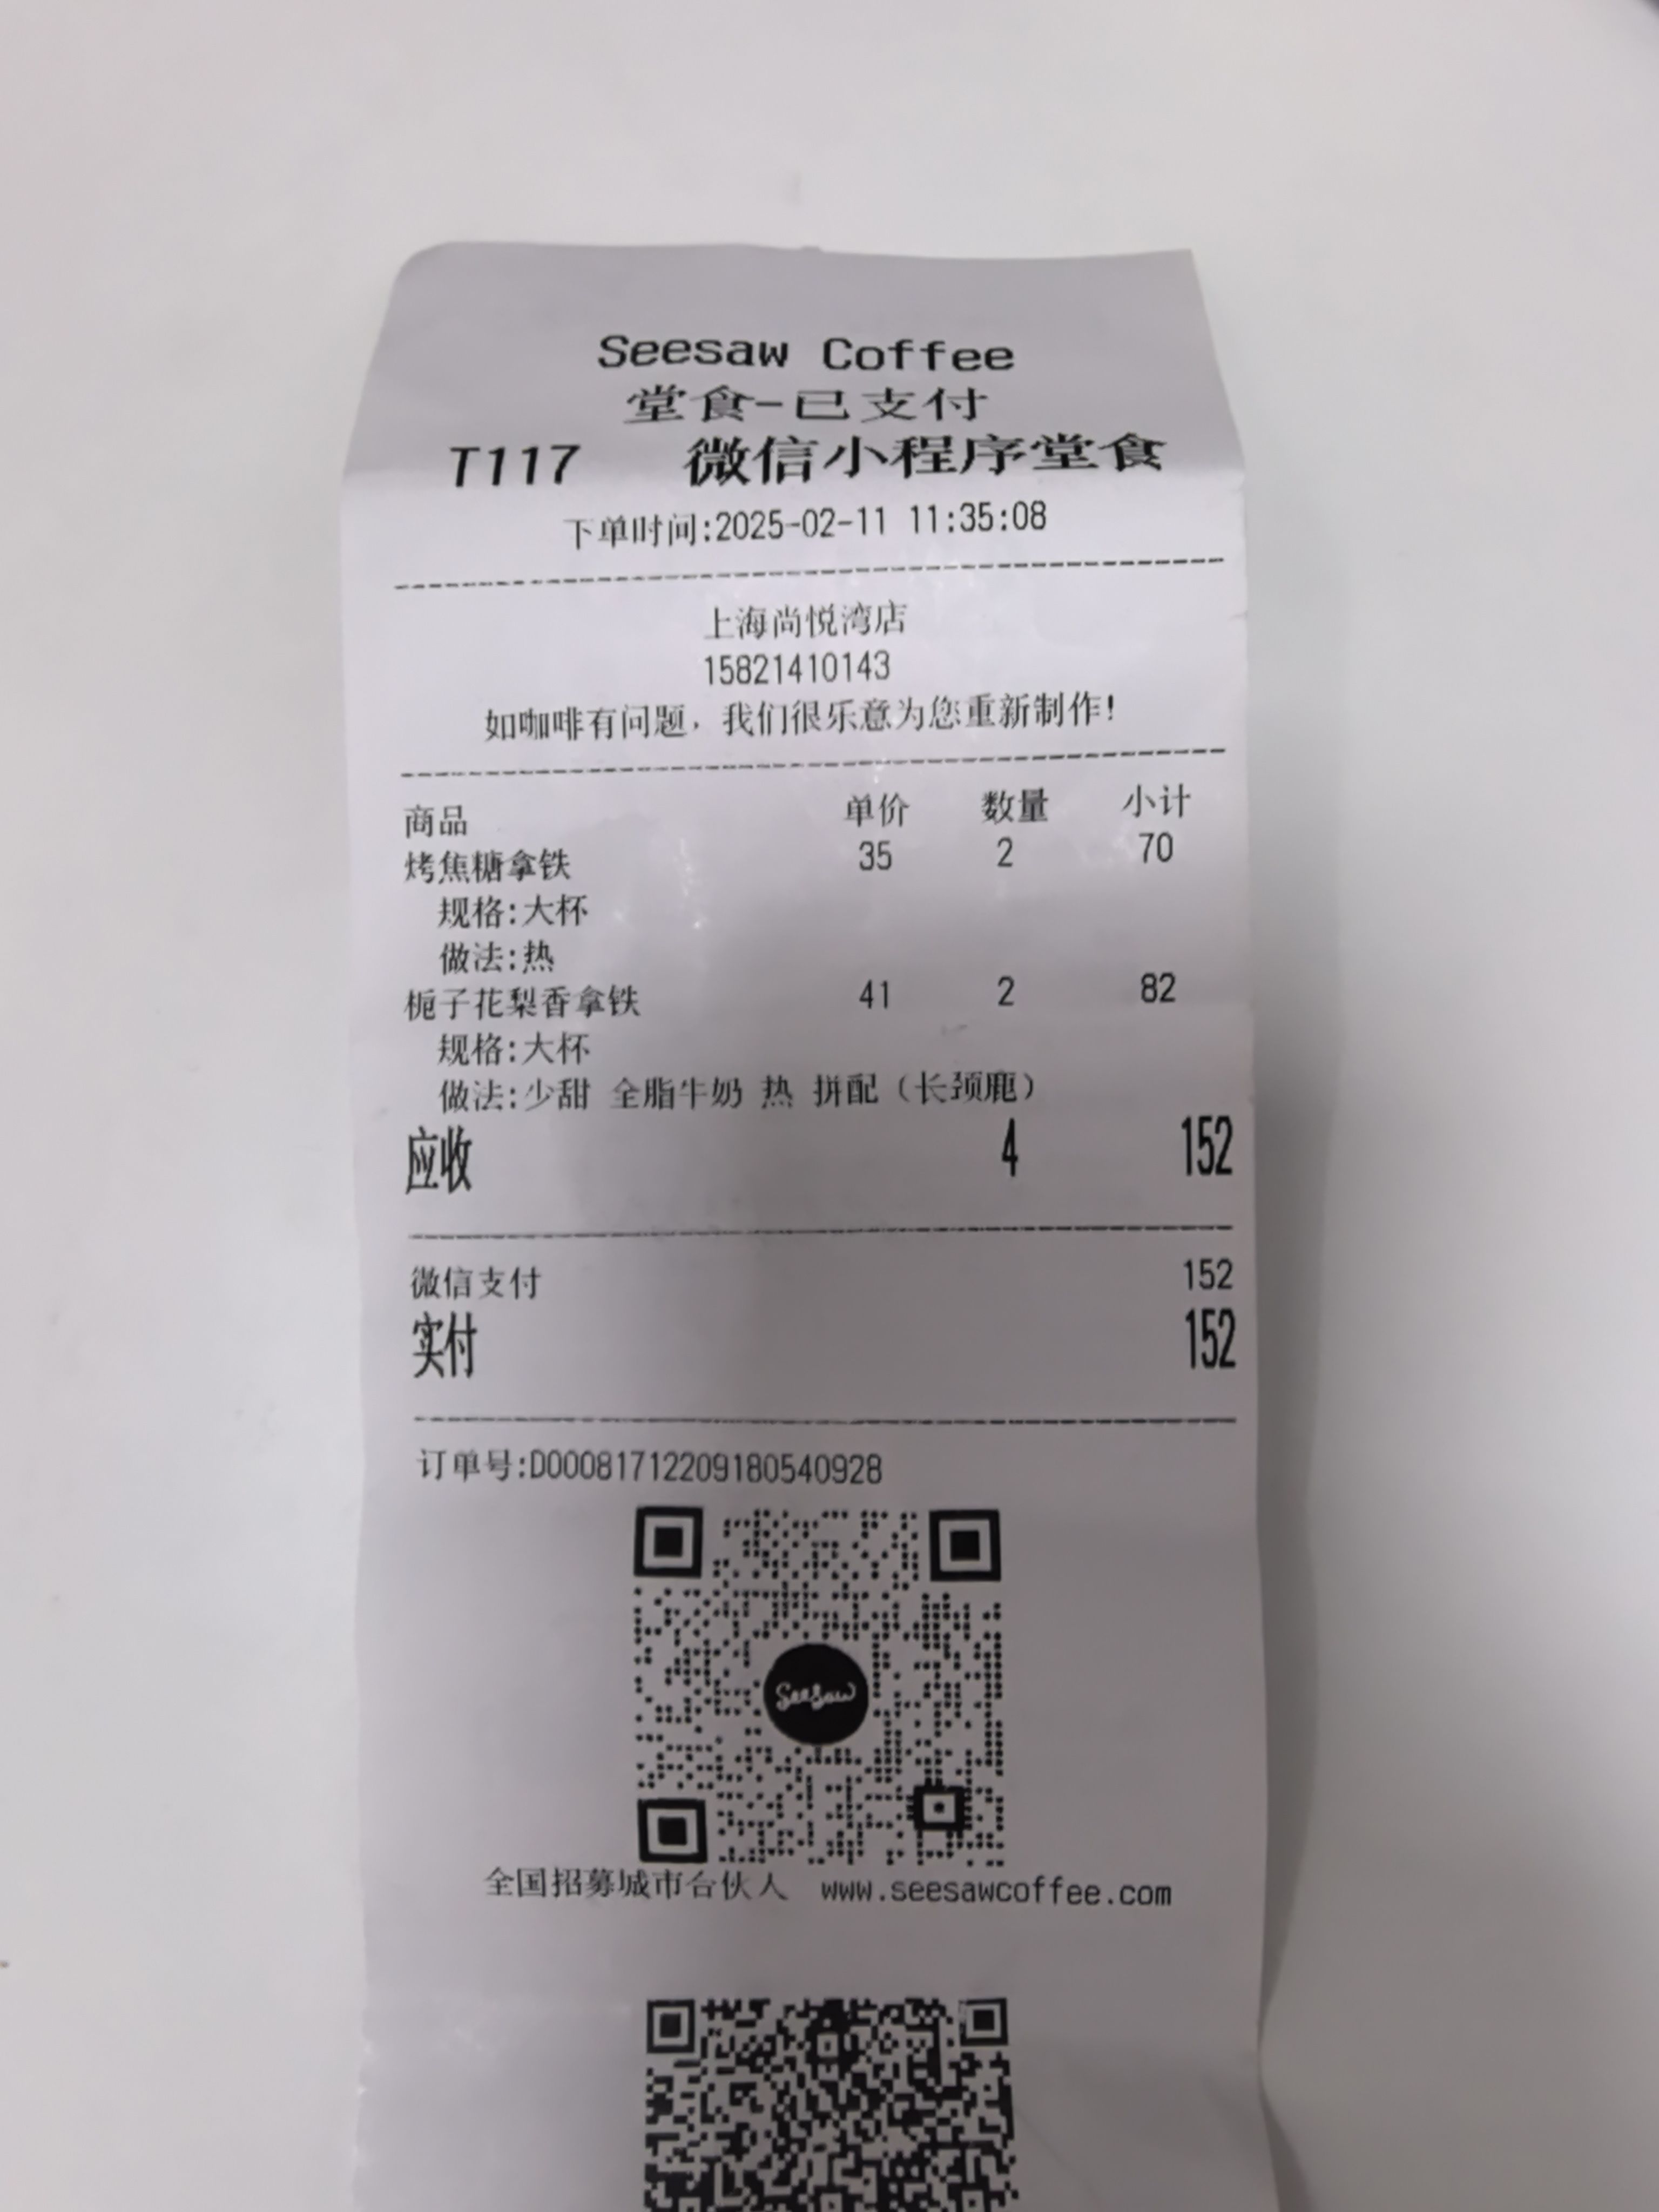 Seesaw Coffee
堂食-已支付
T117 微信小程序堂食
下单时间:2025-02-11 11:35:08
上海尚悦湾店
15821410143
如咖啡有问题，我们很乐意为您重新制作!
商品 单价 数量 小计
烤焦糖拿铁 35 2 70
规格:大杯
做法:热
栀子花梨香拿铁 41 2 82
规格:大杯
做法:少甜 全脂牛奶 热 拼配（长颈鹿）
应收 4 152
微信支付 152
实付 152
订单号:D00081712209180540928
Seesaw
全国招募城市合伙人 www.seesawcoffee.com